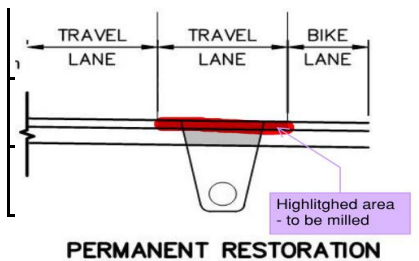 TRAVEL TRAVEL BIKE
LANE LANE LANE
Highlitghed area
- to be milled
PERMANENT RESTORATION